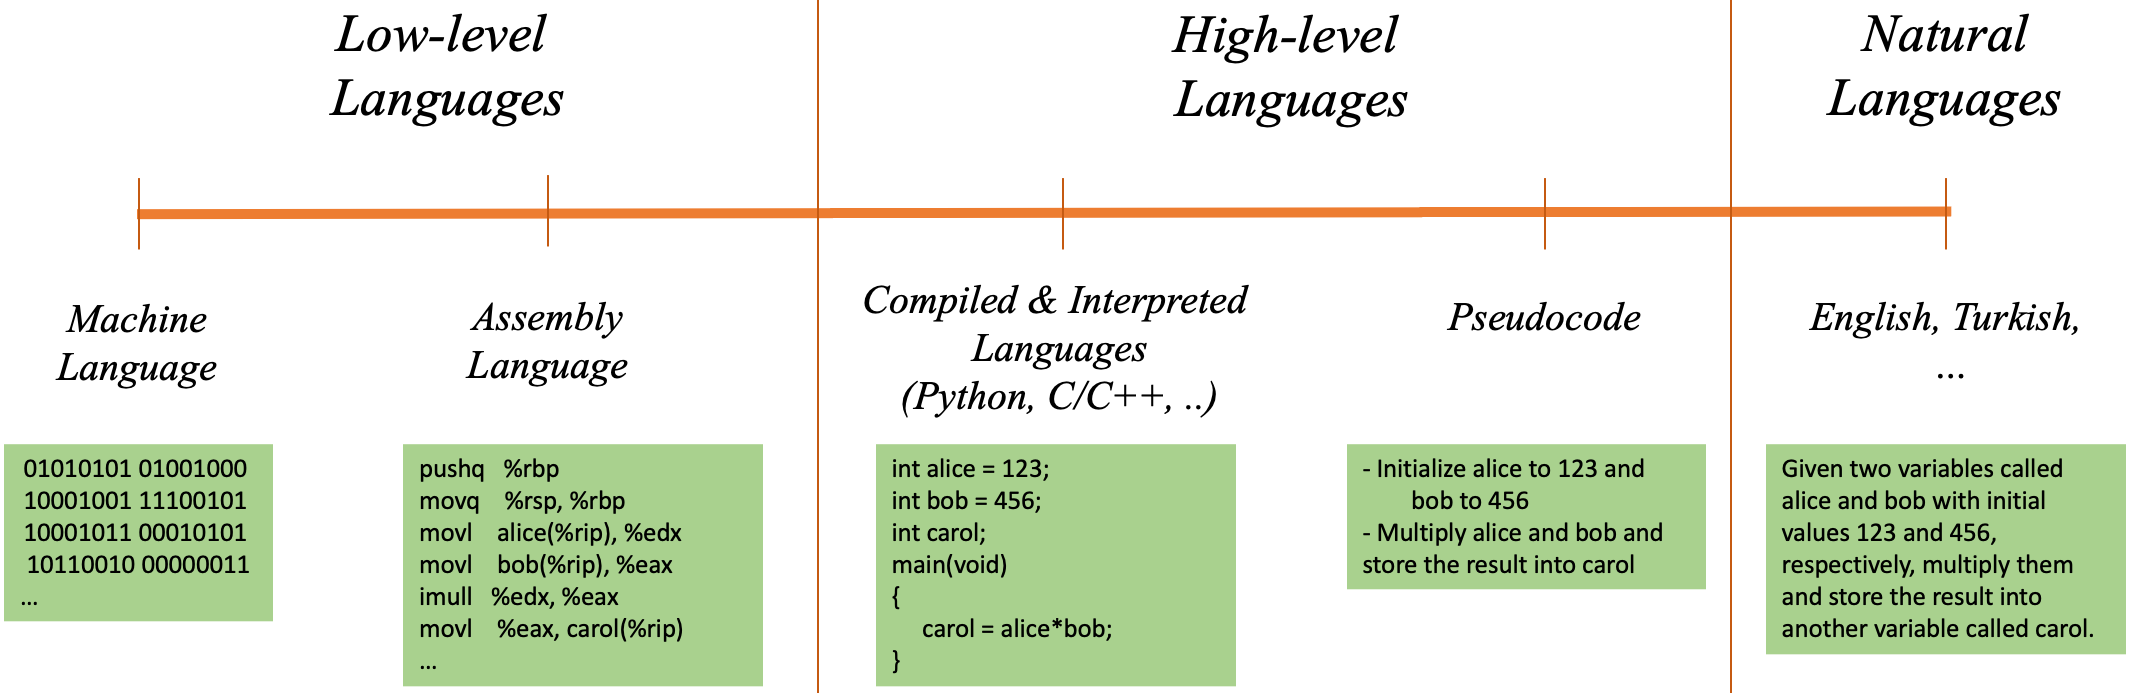 Low-level
Languages
High-level
Languages
Natural
Languages
Machine
Language
Assembly
Language
Compiled & Interpreted
Languages
(Python, C/C++, ..)
Pseudocode
English, Turkish,
...
01010101 01001000
10001001 11100101
10001011 00010101
10110010 00000011
...
pushq %rbp
movq %rsp, %rbp
movl alice(%rip), %edx
movl bob(%rip), %eax
imull %edx, %eax
movl %eax, carol(%rip)
...
int alice = 123;
int bob = 456;
int carol;
main(void)
{
carol = alice*bob;
}
- Initialize alice to 123 and
bob to 456
- Multiply alice and bob and
store the result into carol
Given two variables called
alice and bob with initial
values 123 and 456,
respectively, multiply them
and store the result into
another variable called carol.